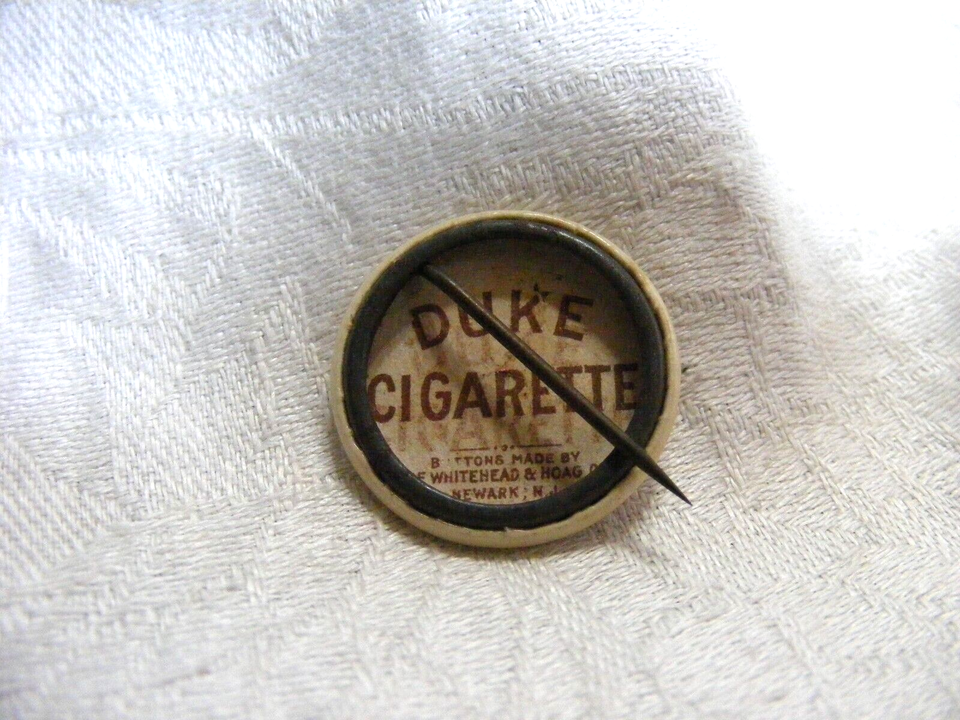 DUKE
CIGARETTE
BUTTONS MADE BY
WHITEHEAD & HOAG
NEWARK, N.J.